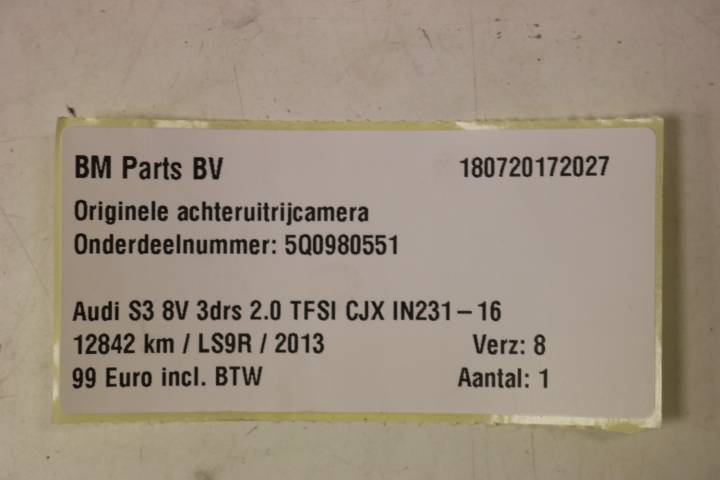 BM Parts BV 180720172027
Originele achteruitrijcamera
Onderdeelnummer: 5Q0980551
Audi S3 8V 3drs 2.0 TFSI CJX IN231-16
12842 km / LS9R / 2013 Verz: 8
99 Euro incl. BTW Aantal: 1